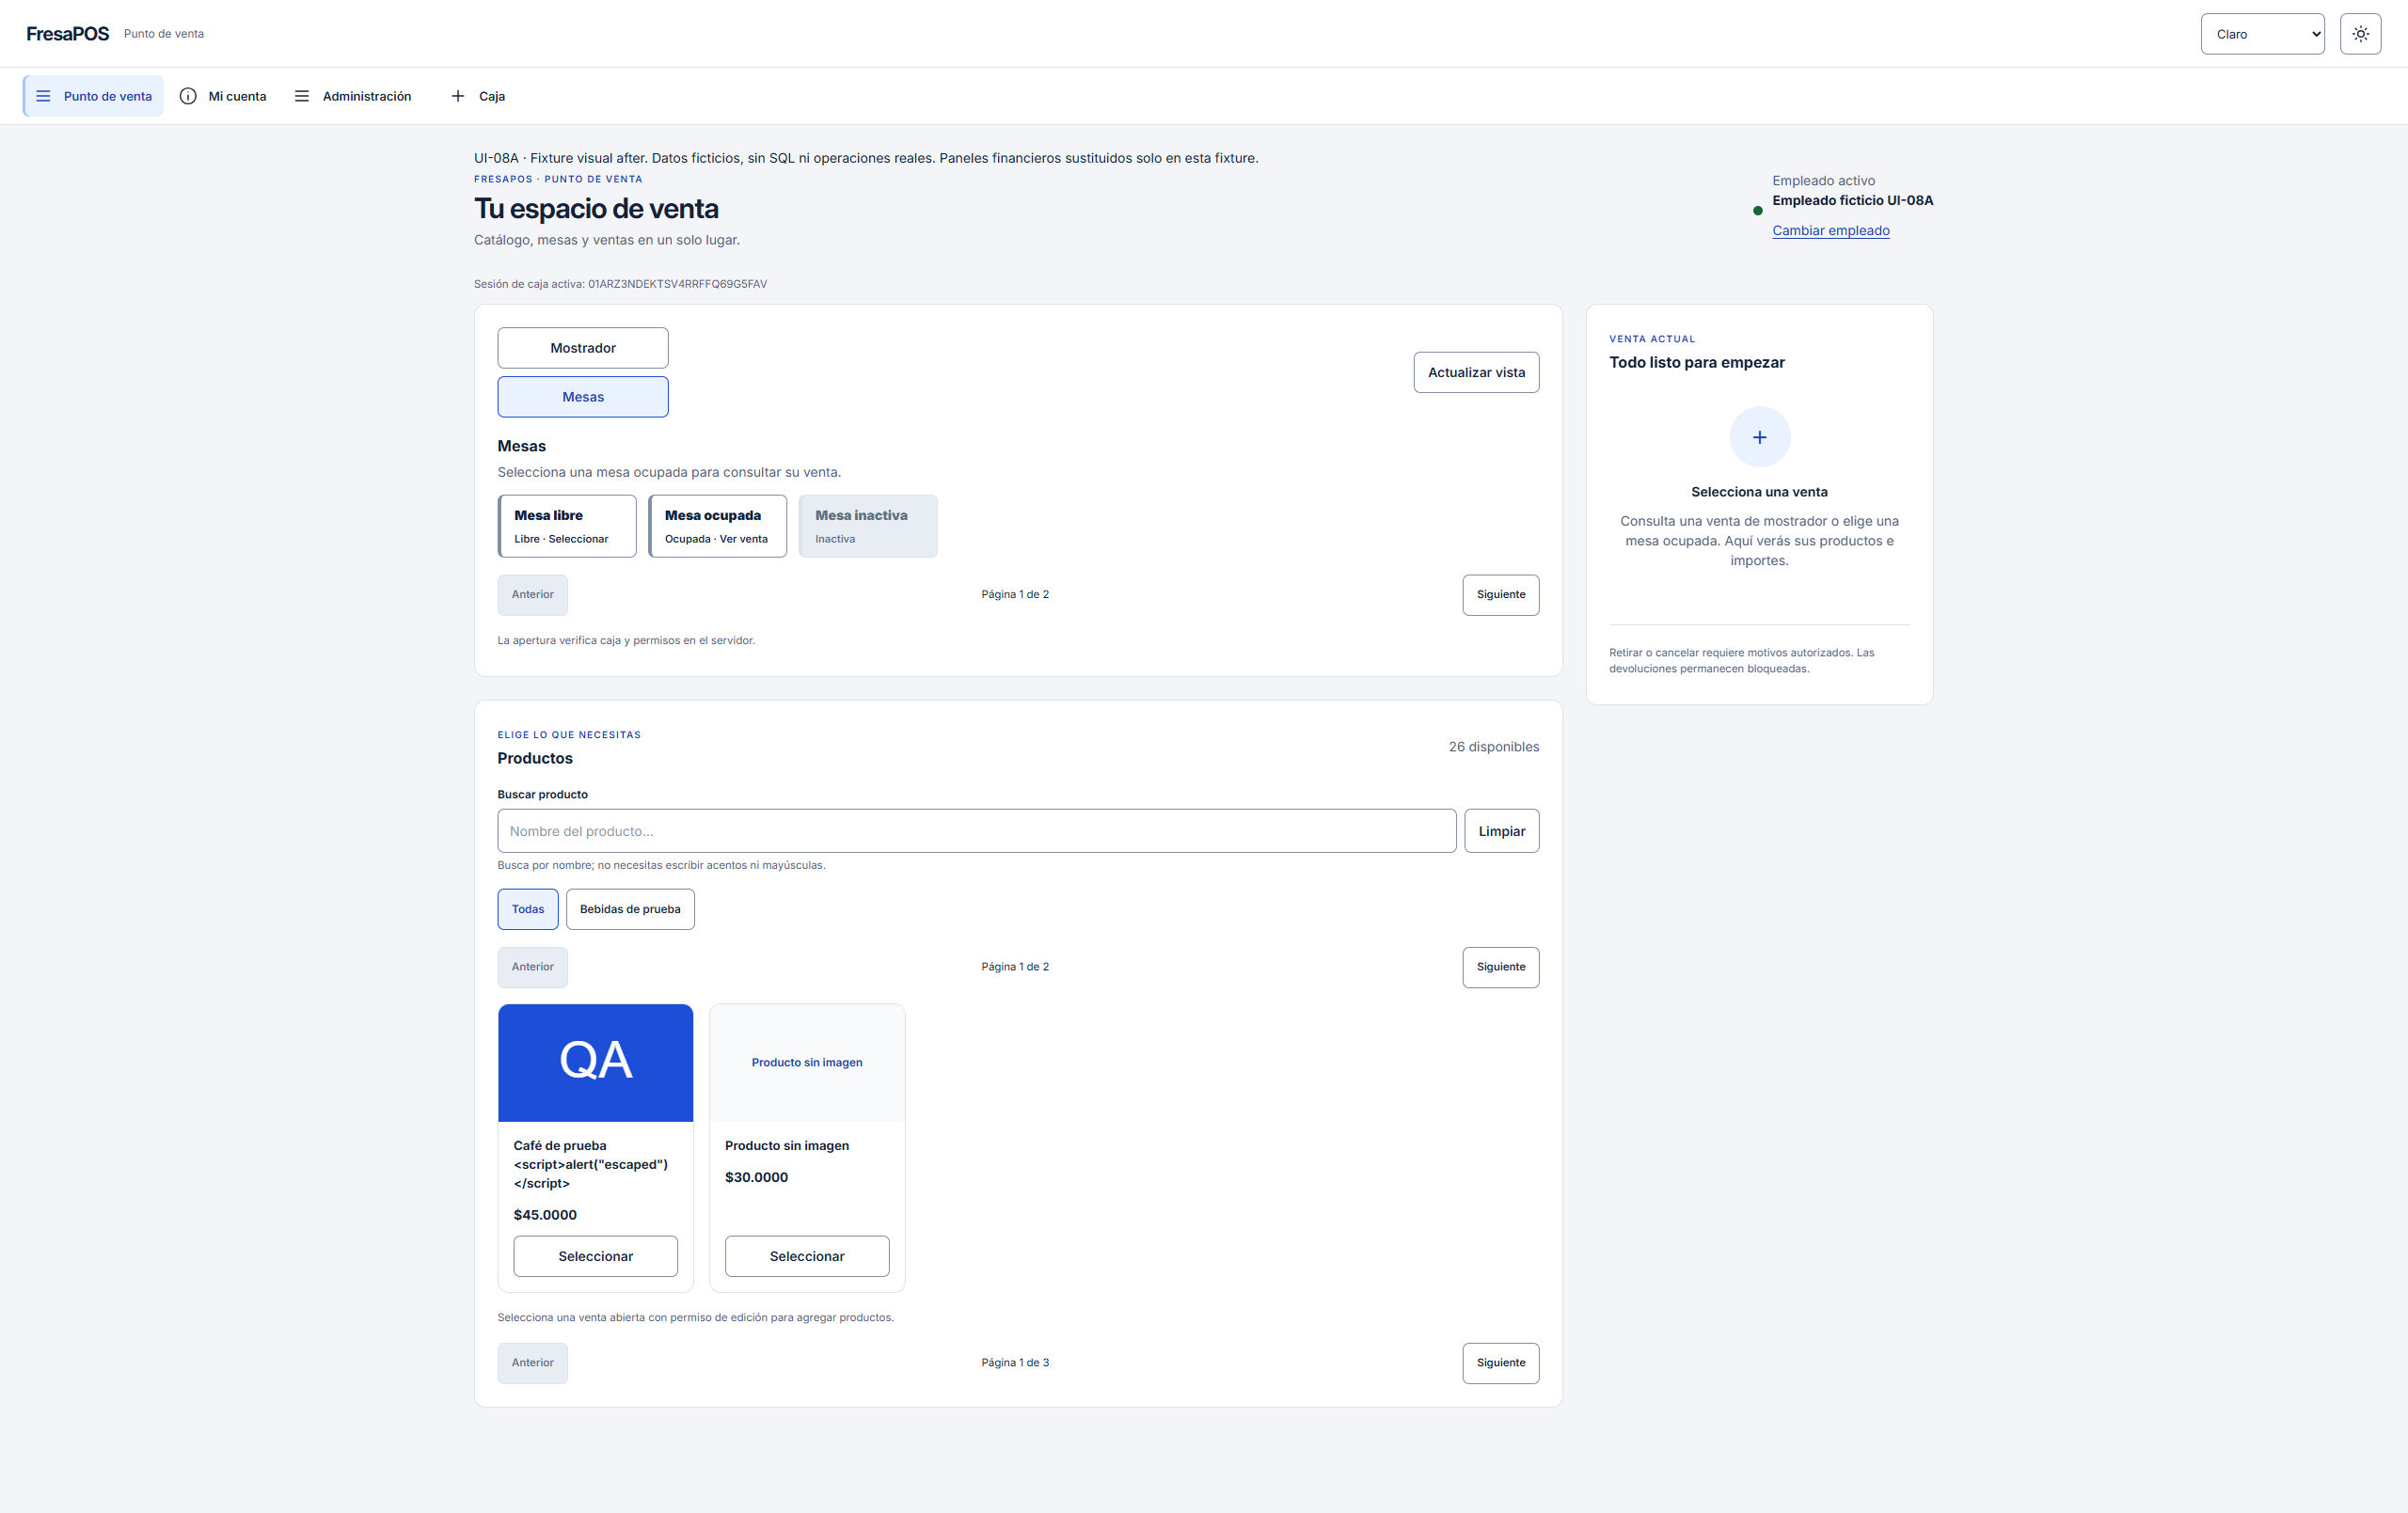 FresaPOS Punto de venta
Claro
Punto de venta
Mi cuenta
Administración
Caja
UI-08A · Fixture visual after. Datos ficticios, sin SQL ni operaciones reales. Paneles financieros sustituidos solo en esta fixture.
FRESAPOS · PUNTO DE VENTA
Tu espacio de venta
Catálogo, mesas y ventas en un solo lugar.
Empleado activo
Empleado ficticio UI-08A
Cambiar empleado
Sesión de caja activa: 01ARZ3NDEKTSV4RRFFQ69G5FAV
Mostrador
Mesas
Actualizar vista
Mesas
Selecciona una mesa ocupada para consultar su venta.
Mesa libre
Libre · Seleccionar
Mesa ocupada
Ocupada · Ver venta
Mesa inactiva
Inactiva
Anterior
Página 1 de 2
Siguiente
La apertura verifica caja y permisos en el servidor.
VENTA ACTUAL
Todo listo para empezar
+
Selecciona una venta
Consulta una venta de mostrador o elige una
mesa ocupada. Aquí verás sus productos e
importes.
Retirar o cancelar requiere motivos autorizados. Las
devoluciones permanecen bloqueadas.
ELIGE LO QUE NECESITAS
Productos
26 disponibles
Buscar producto
Nombre del producto...
Limpiar
Busca por nombre; no necesitas escribir acentos ni mayúsculas.
Todas
Bebidas de prueba
Anterior
Página 1 de 2
Siguiente
QA
Café de prueba
&lt;script&gt;alert("escaped")
&lt;/script&gt;
$45.0000
Seleccionar
Producto sin imagen
Producto sin imagen
$30.0000
Seleccionar
Selecciona una venta abierta con permiso de edición para agregar productos.
Anterior
Página 1 de 3
Siguiente